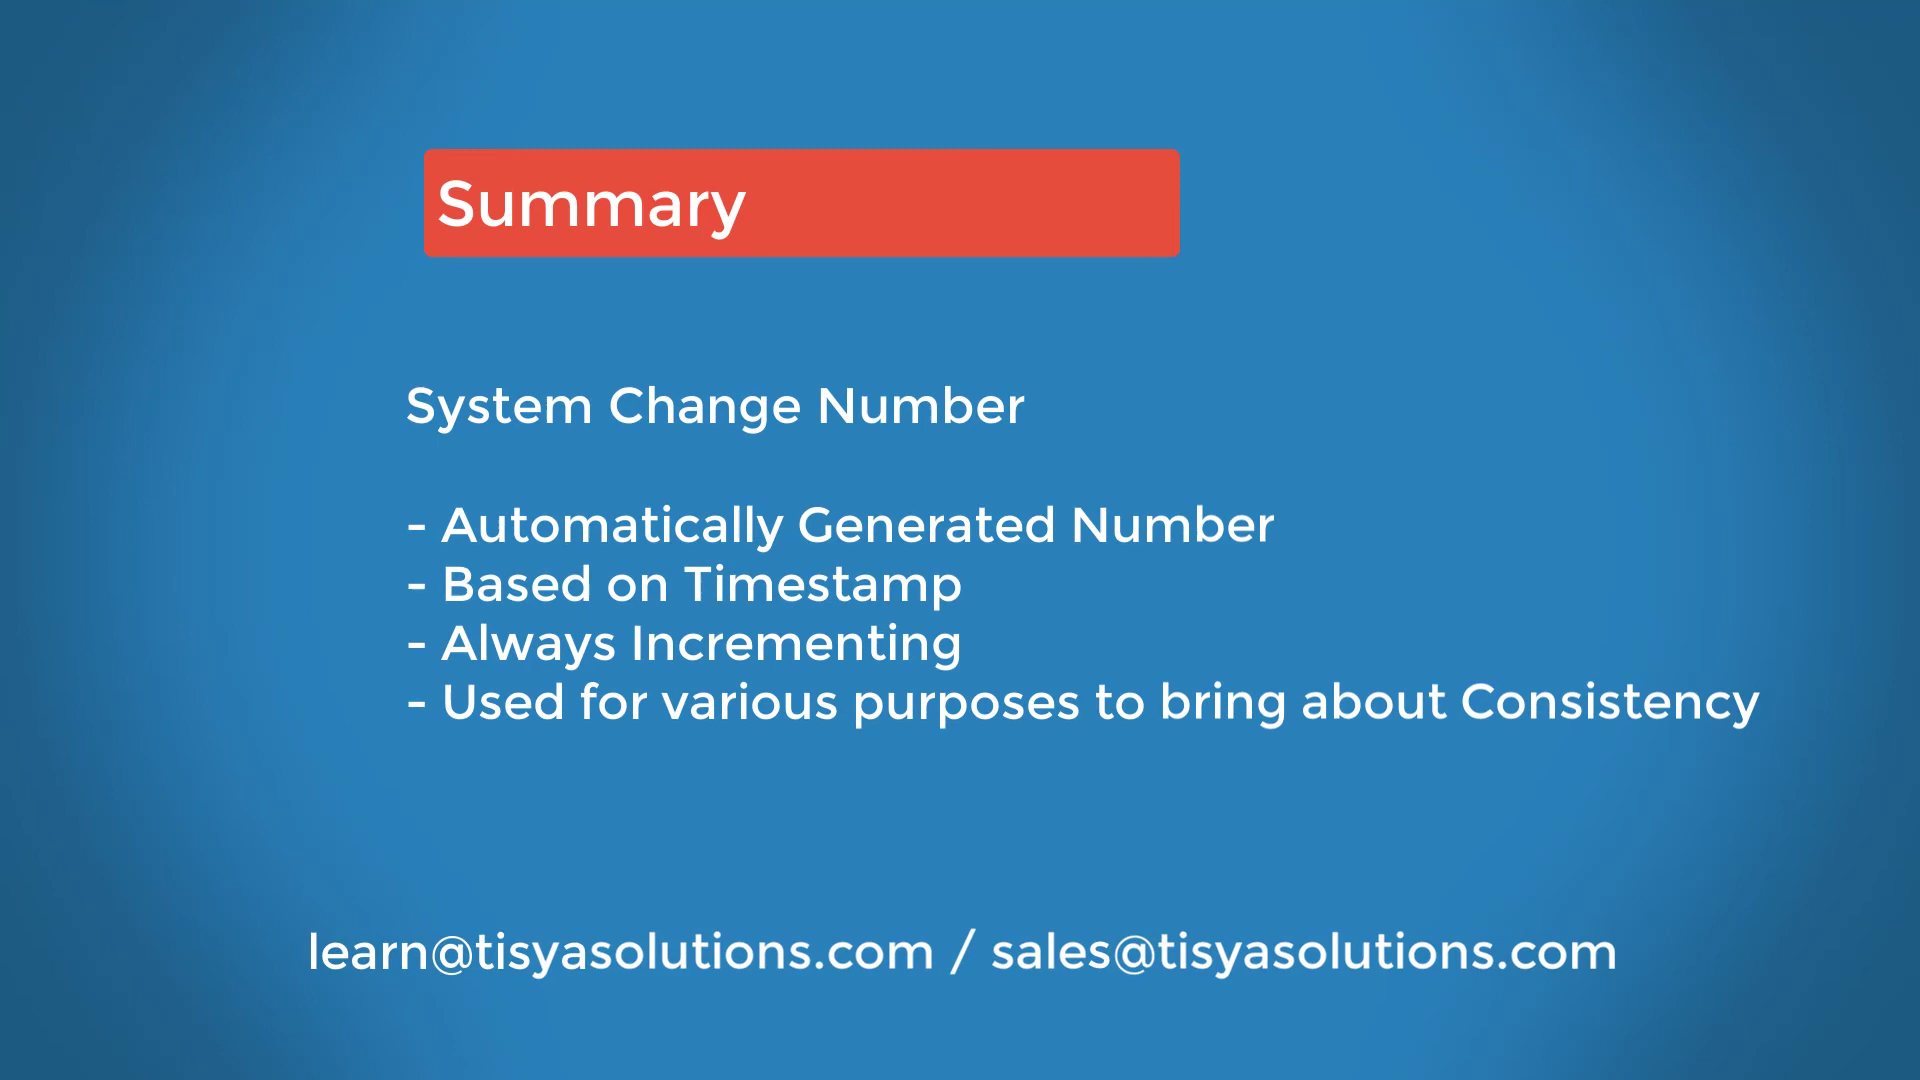 Summary
System Change Number
- Automatically Generated Number
- Based on Timestamp
- Always Incrementing
- Used for various purposes to bring about Consistency
learn@tisyasolutions.com / sales@tisyasolutions.com